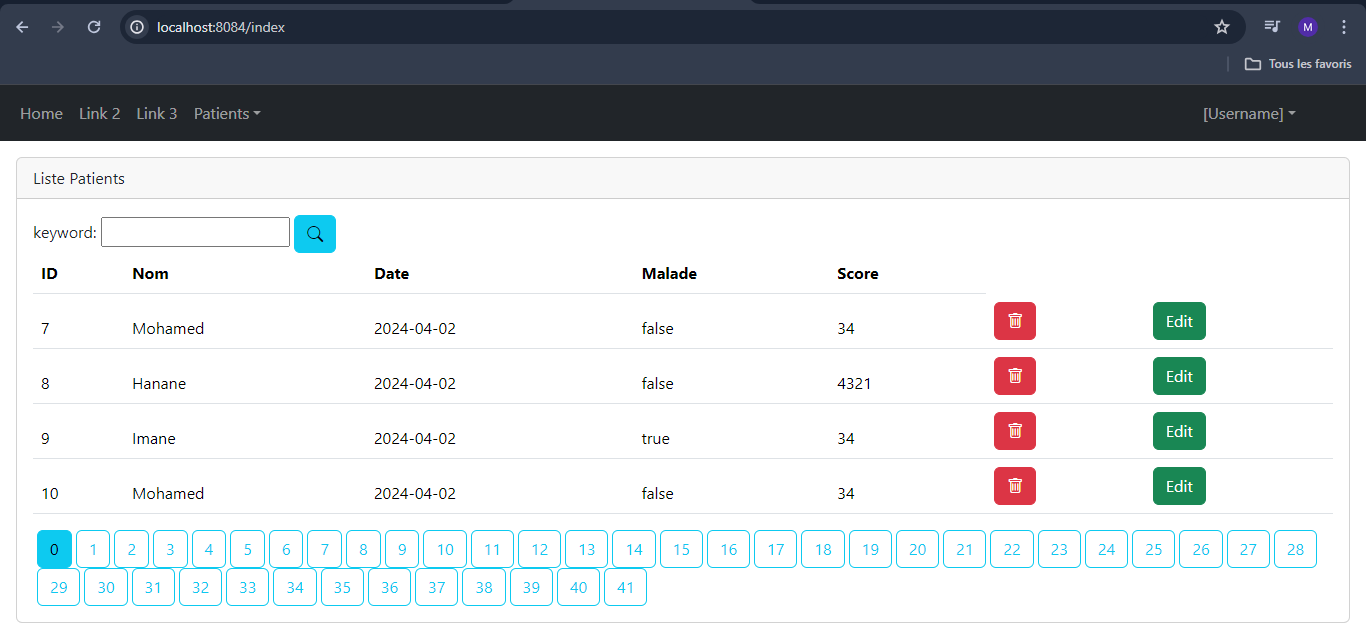 localhost:8084/index
M
Tous les favoris
Home Link 2 Link 3 Patients [Username]
Liste Patients
keyword:
ID Nom Date Malade Score
7 Mohamed 2024-04-02 false 34 Edit
8 Hanane 2024-04-02 false 4321 Edit
9 Imane 2024-04-02 true 34 Edit
10 Mohamed 2024-04-02 false 34 Edit
0 1 2 3 4 5 6 7 8 9 10 11 12 13 14 15 16 17 18 19 20 21 22 23 24 25 26 27 28
29 30 31 32 33 34 35 36 37 38 39 40 41